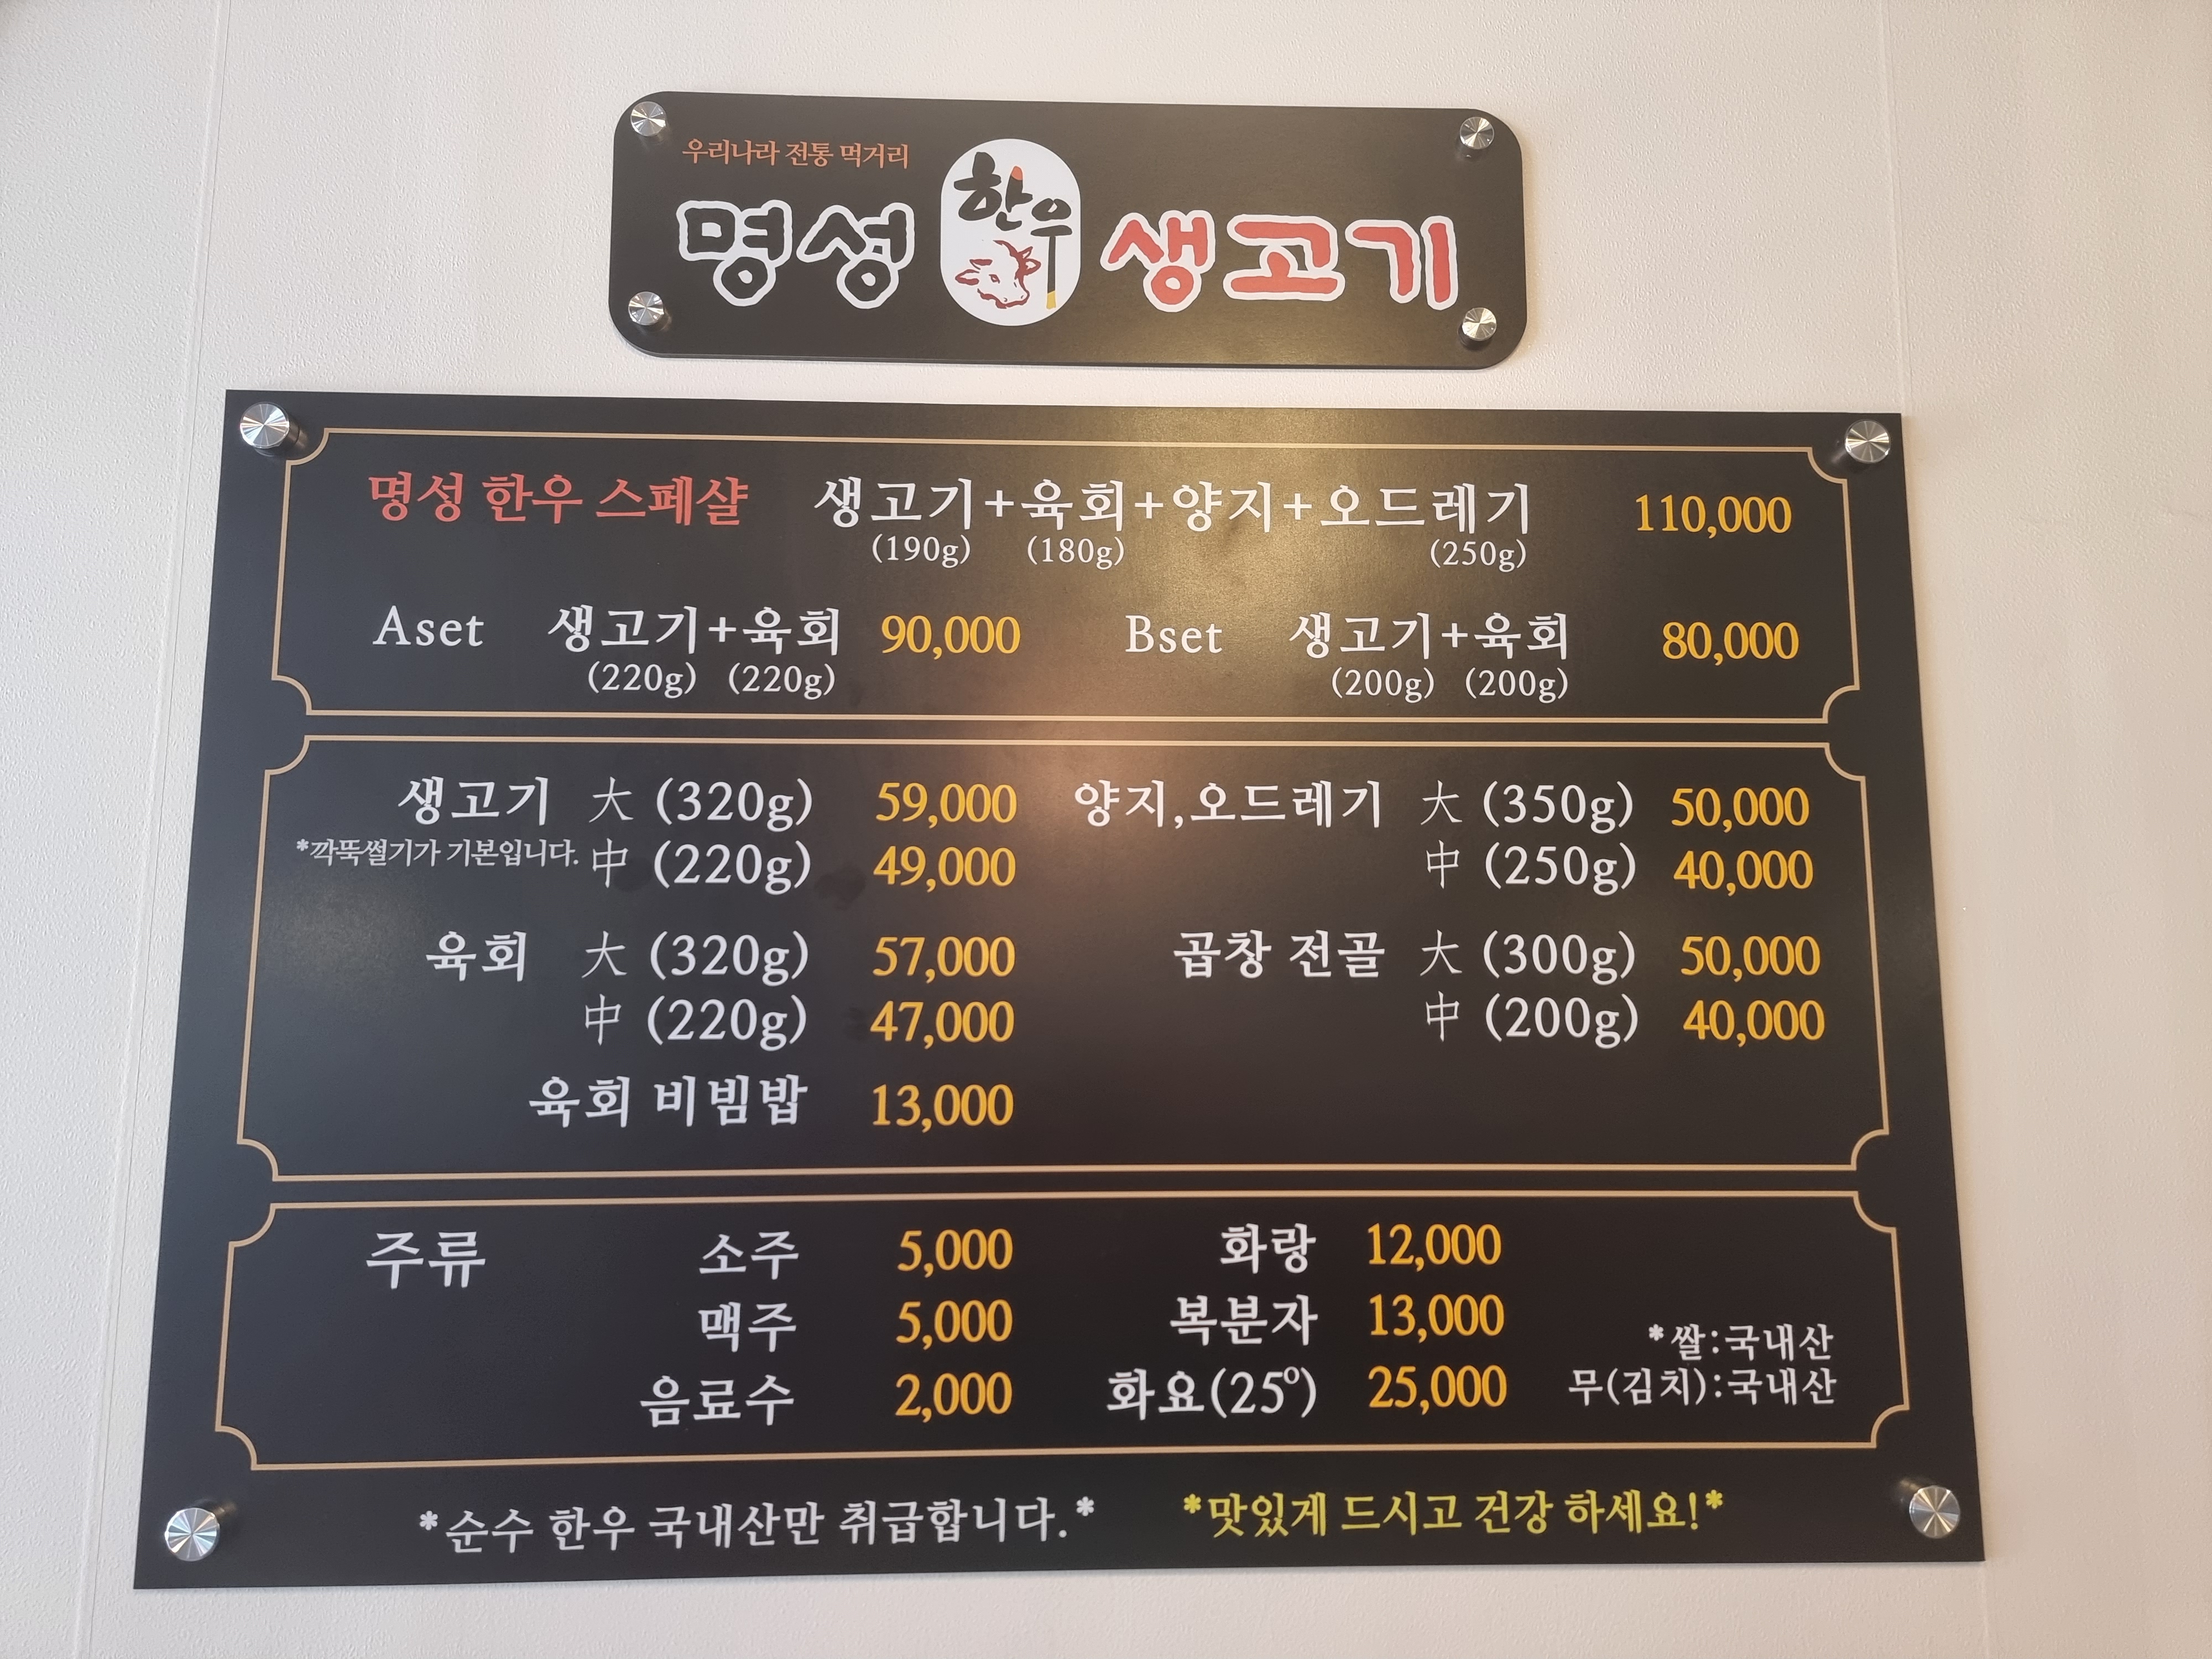 우리나라 전통 먹거리
명성 한우 생고기
명성 한우 스페샬 생고기+육회+양지+오드레기 110,000
(190g) (180g) (250g)
Aset 생고기+육회 90,000 Bset 생고기+육회 80,000
(220g) (220g) (200g) (200g)
생고기 大 (320g) 59,000 양지,오드레기 大 (350g) 50,000
*깍뚝썰기가 기본입니다. 中 (220g) 49,000 中 (250g) 40,000
육회 大 (320g) 57,000 곱창 전골 大 (300g) 50,000
中 (220g) 47,000 中 (200g) 40,000
육회 비빔밥 13,000
주류 소주 5,000 화랑 12,000
맥주 5,000 복분자 13,000
*쌀:국내산
음료수 2,000 화요(25º) 25,000 무(김치):국내산
*순수 한우 국내산만 취급합니다.* *맛있게 드시고 건강 하세요!*